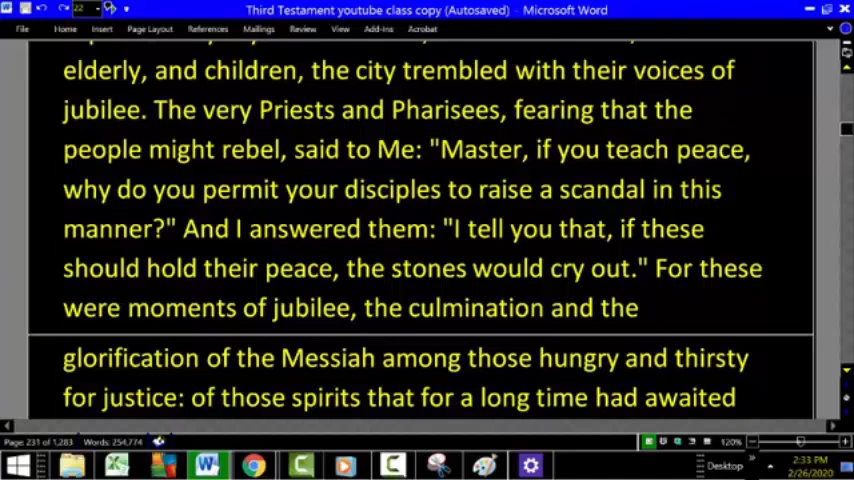 Third Testament youtube class copy (Autosaved) - Microsoft Word
22
File Home Insert Page Layout References Mailings Review View Add-Ins Acrobat
elderly, and children, the city trembled with their voices of
jubilee. The very Priests and Pharisees, fearing that the
people might rebel, said to Me: "Master, if you teach peace,
why do you permit your disciples to raise a scandal in this
manner?" And I answered them: "I tell you that, if these
should hold their peace, the stones would cry out." For these
were moments of jubilee, the culmination and the
glorification of the Messiah among those hungry and thirsty
for justice: of those spirits that for a long time had awaited
Page: 231 of 1,283 Words: 254,774 120%
Desktop
2:33 PM
2/26/2020